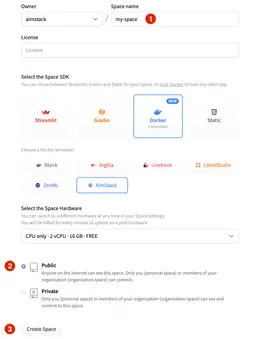 Owner
Space name
aimstack
/
my-space
1
License
License
Select the Space SDK
You can choose between Streamlit, Gradio and Static for your Space. Or pick Docker to host any other app.
NEW
Streamlit
Gradio
Docker
Static
Choose a Docker template:
Blank
Argilla
Livebook
LabelStudio
ZenML
AimStack
Select the Space Hardware
You can switch to a different hardware at any time in your Space settings.
You will be billed for every minute of uptime on a paid hardware.
CPU only · 2 vCPU · 16 GB · FREE
2
Public
Anyone on the internet can see this space. Only you (personal space) or members of your
organization (organization space) can commit.
Private
Only you (personal space) or members of your organization (organization space) can see and
commit to this space.
3
Create Space